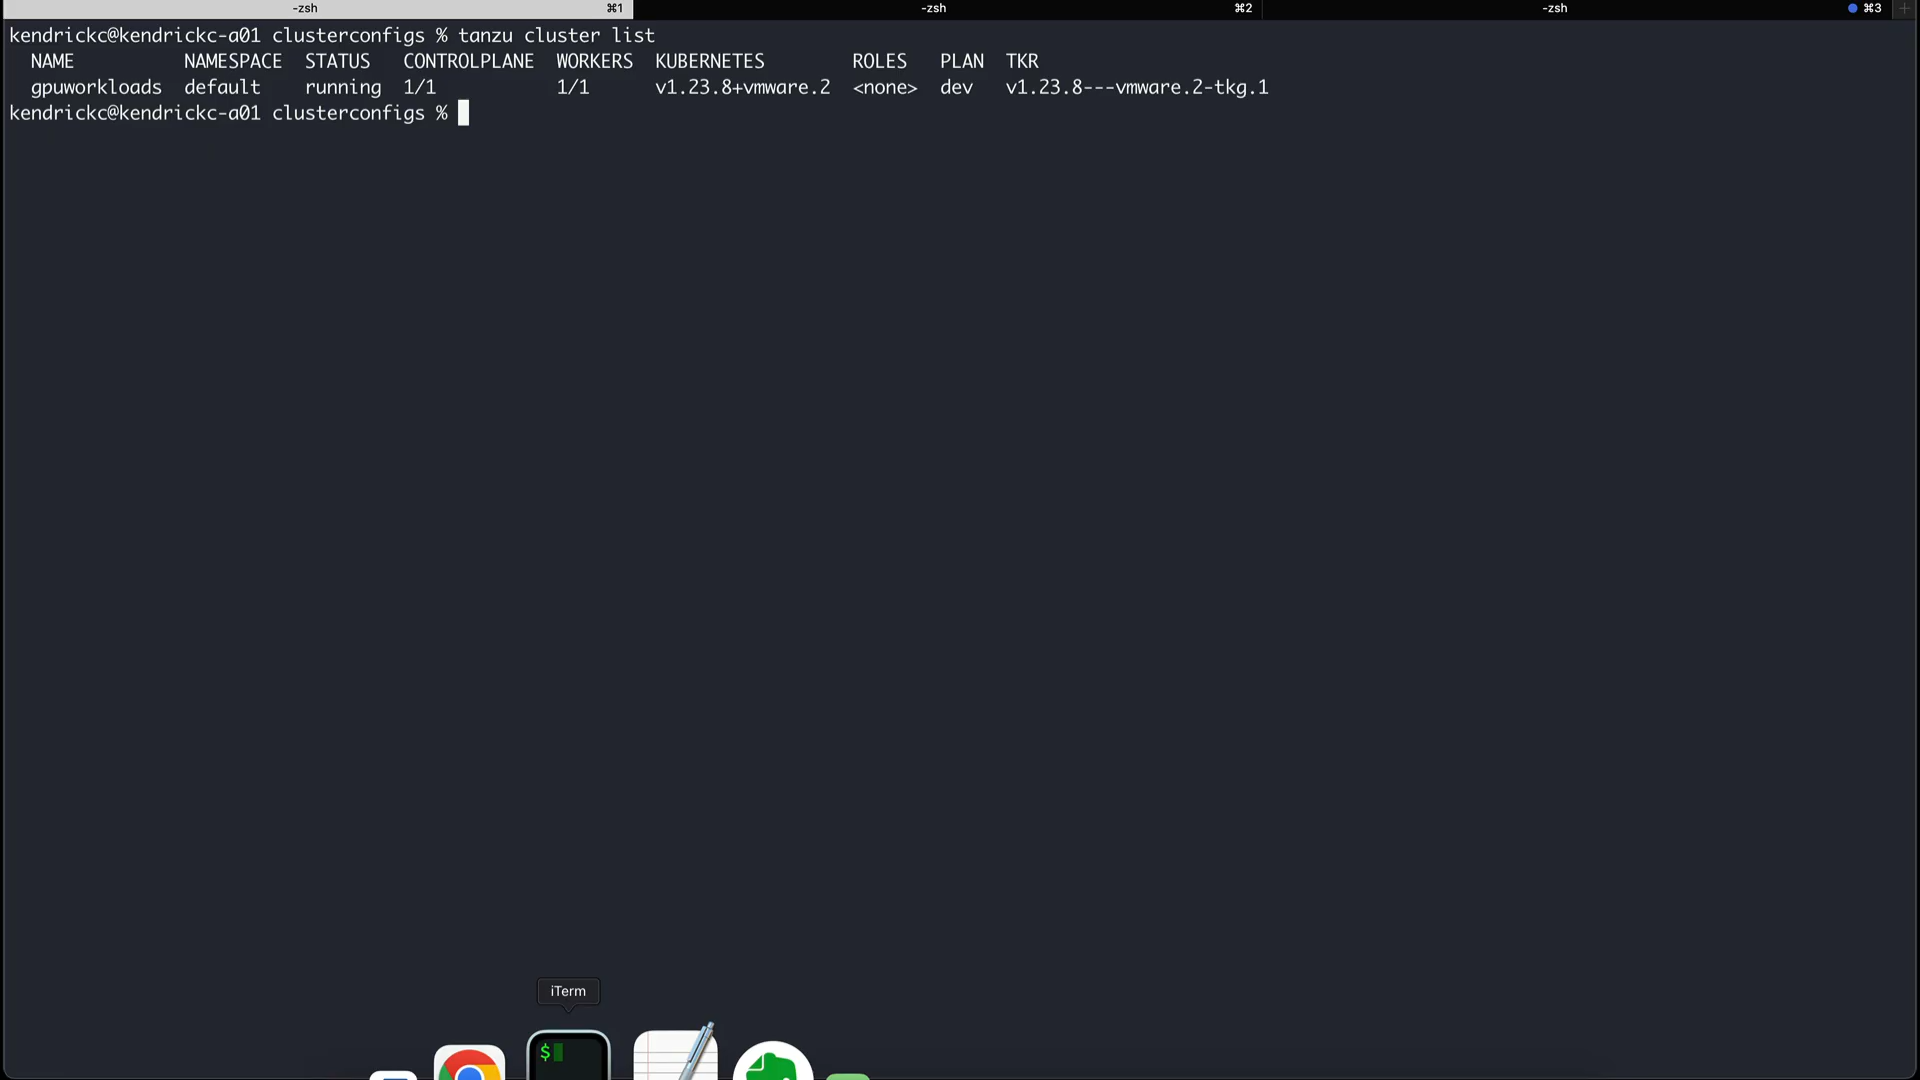 -zsh ⌘1 -zsh ⌘2 -zsh ⌘3 +
kendrickc@kendrickc-a01 clusterconfigs % tanzu cluster list
NAME NAMESPACE STATUS CONTROLPLANE WORKERS KUBERNETES ROLES PLAN TKR
gpuworkloads default running 1/1 1/1 v1.23.8+vmware.2 <none> dev v1.23.8---vmware.2-tkg.1
kendrickc@kendrickc-a01 clusterconfigs %
iTerm
$